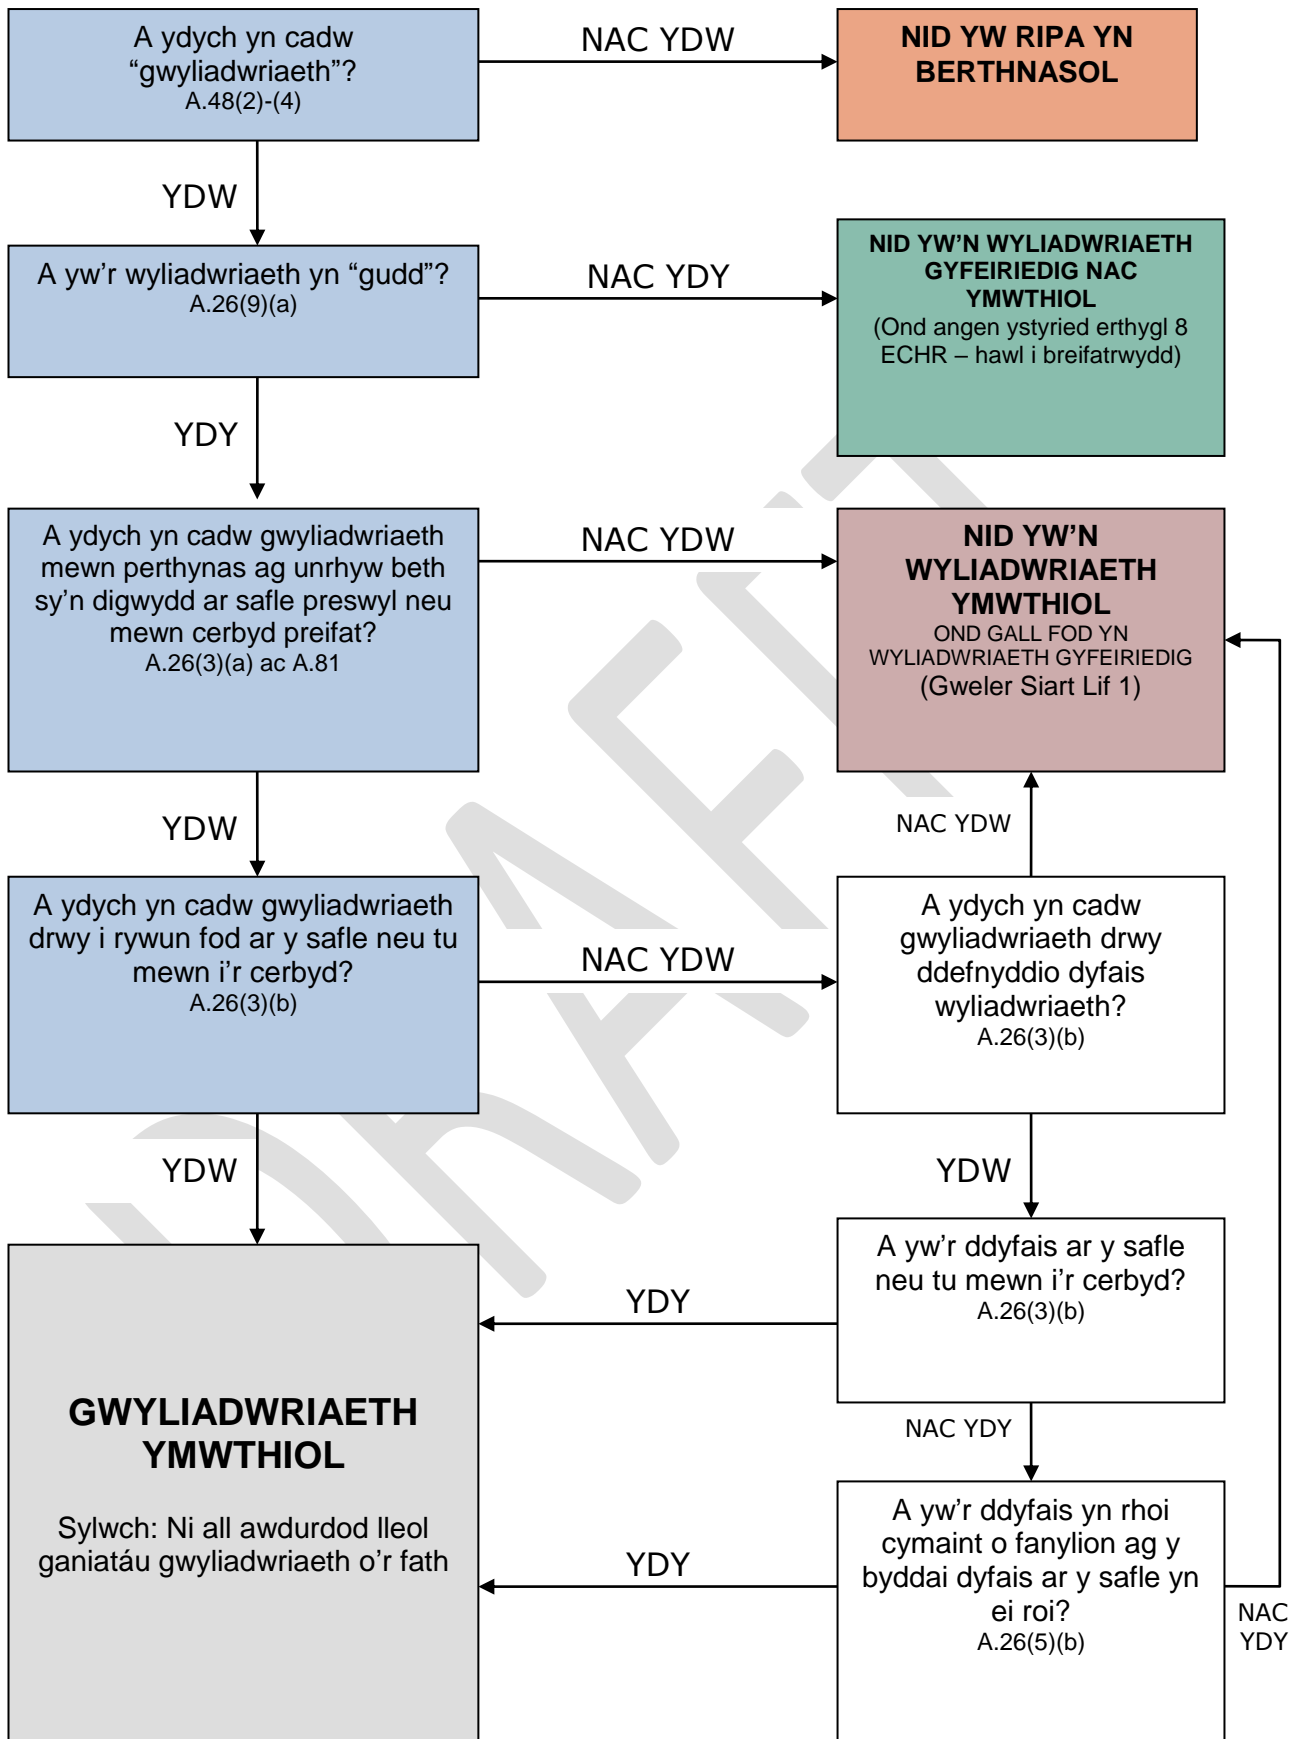 A ydych yn cadw
“gwyliadwriaeth”?
A.48(2)-(4)
NAC YDW
NID YW RIPA YN
BERTHNASOL
YDW
A yw’r wyliadwriaeth yn “gudd”?
A.26(9)(a)
NAC YDY
NID YW’N WYLIADWRIAETH
GYFEIRIEDIG NAC
YMWTHIOL
(Ond angen ystyried erthygl 8
ECHR – hawl i breifatrwydd)
YDY
A ydych yn cadw gwyliadwriaeth
mewn perthynas ag unrhyw beth
sy’n digwydd ar safle preswyl neu
mewn cerbyd preifat?
A.26(3)(a) ac A.81
NAC YDW
NID YW’N
WYLIADWRIAETH
YMWTHIOL
OND GALL FOD YN
WYLIADWRIAETH GYFEIRIEDIG
(Gweler Siart Lif 1)
YDW
NAC YDW
A ydych yn cadw gwyliadwriaeth
drwy i rywun fod ar y safle neu tu
mewn i’r cerbyd?
A.26(3)(b)
NAC YDW
A ydych yn cadw
gwyliadwriaeth drwy
ddefnyddio dyfais
wyliadwriaeth?
A.26(3)(b)
YDW
YDW
A yw’r ddyfais ar y safle
neu tu mewn i’r cerbyd?
A.26(3)(b)
YDY
GWYLIADWRIAETH
YMWTHIOL
Sylwch: Ni all awdurdod lleol
ganiatáu gwyliadwriaeth o’r fath
NAC YDY
A yw’r ddyfais yn rhoi
cymaint o fanylion ag y
byddai dyfais ar y safle yn
ei roi?
A.26(5)(b)
YDY
NAC
YDY
DRAFT